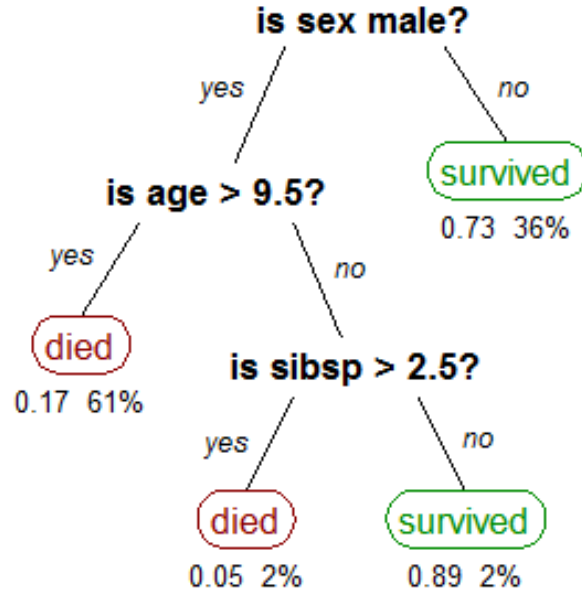 is sex male?
yes
no
survived
0.73 36%
is age > 9.5?
yes
no
died
0.17 61%
is sibsp > 2.5?
yes
no
died
survived
0.05 2%
0.89 2%